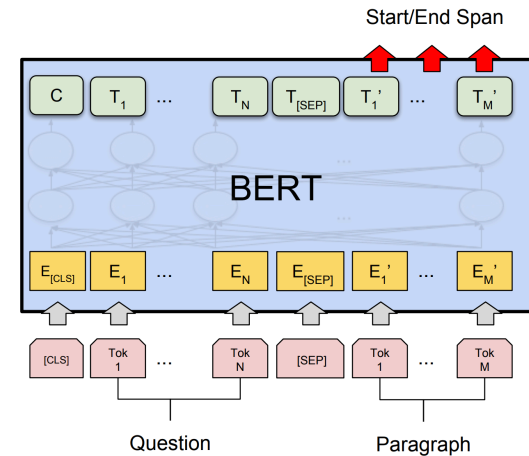 Start/End Span
C T1 ... TN T[SEP] T1' ... TM'
...
BERT
...
E[CLS] E1 ... EN E[SEP] E1' ... EM'
[CLS] Tok 1 ... Tok N [SEP] Tok 1 ... Tok M
Question Paragraph